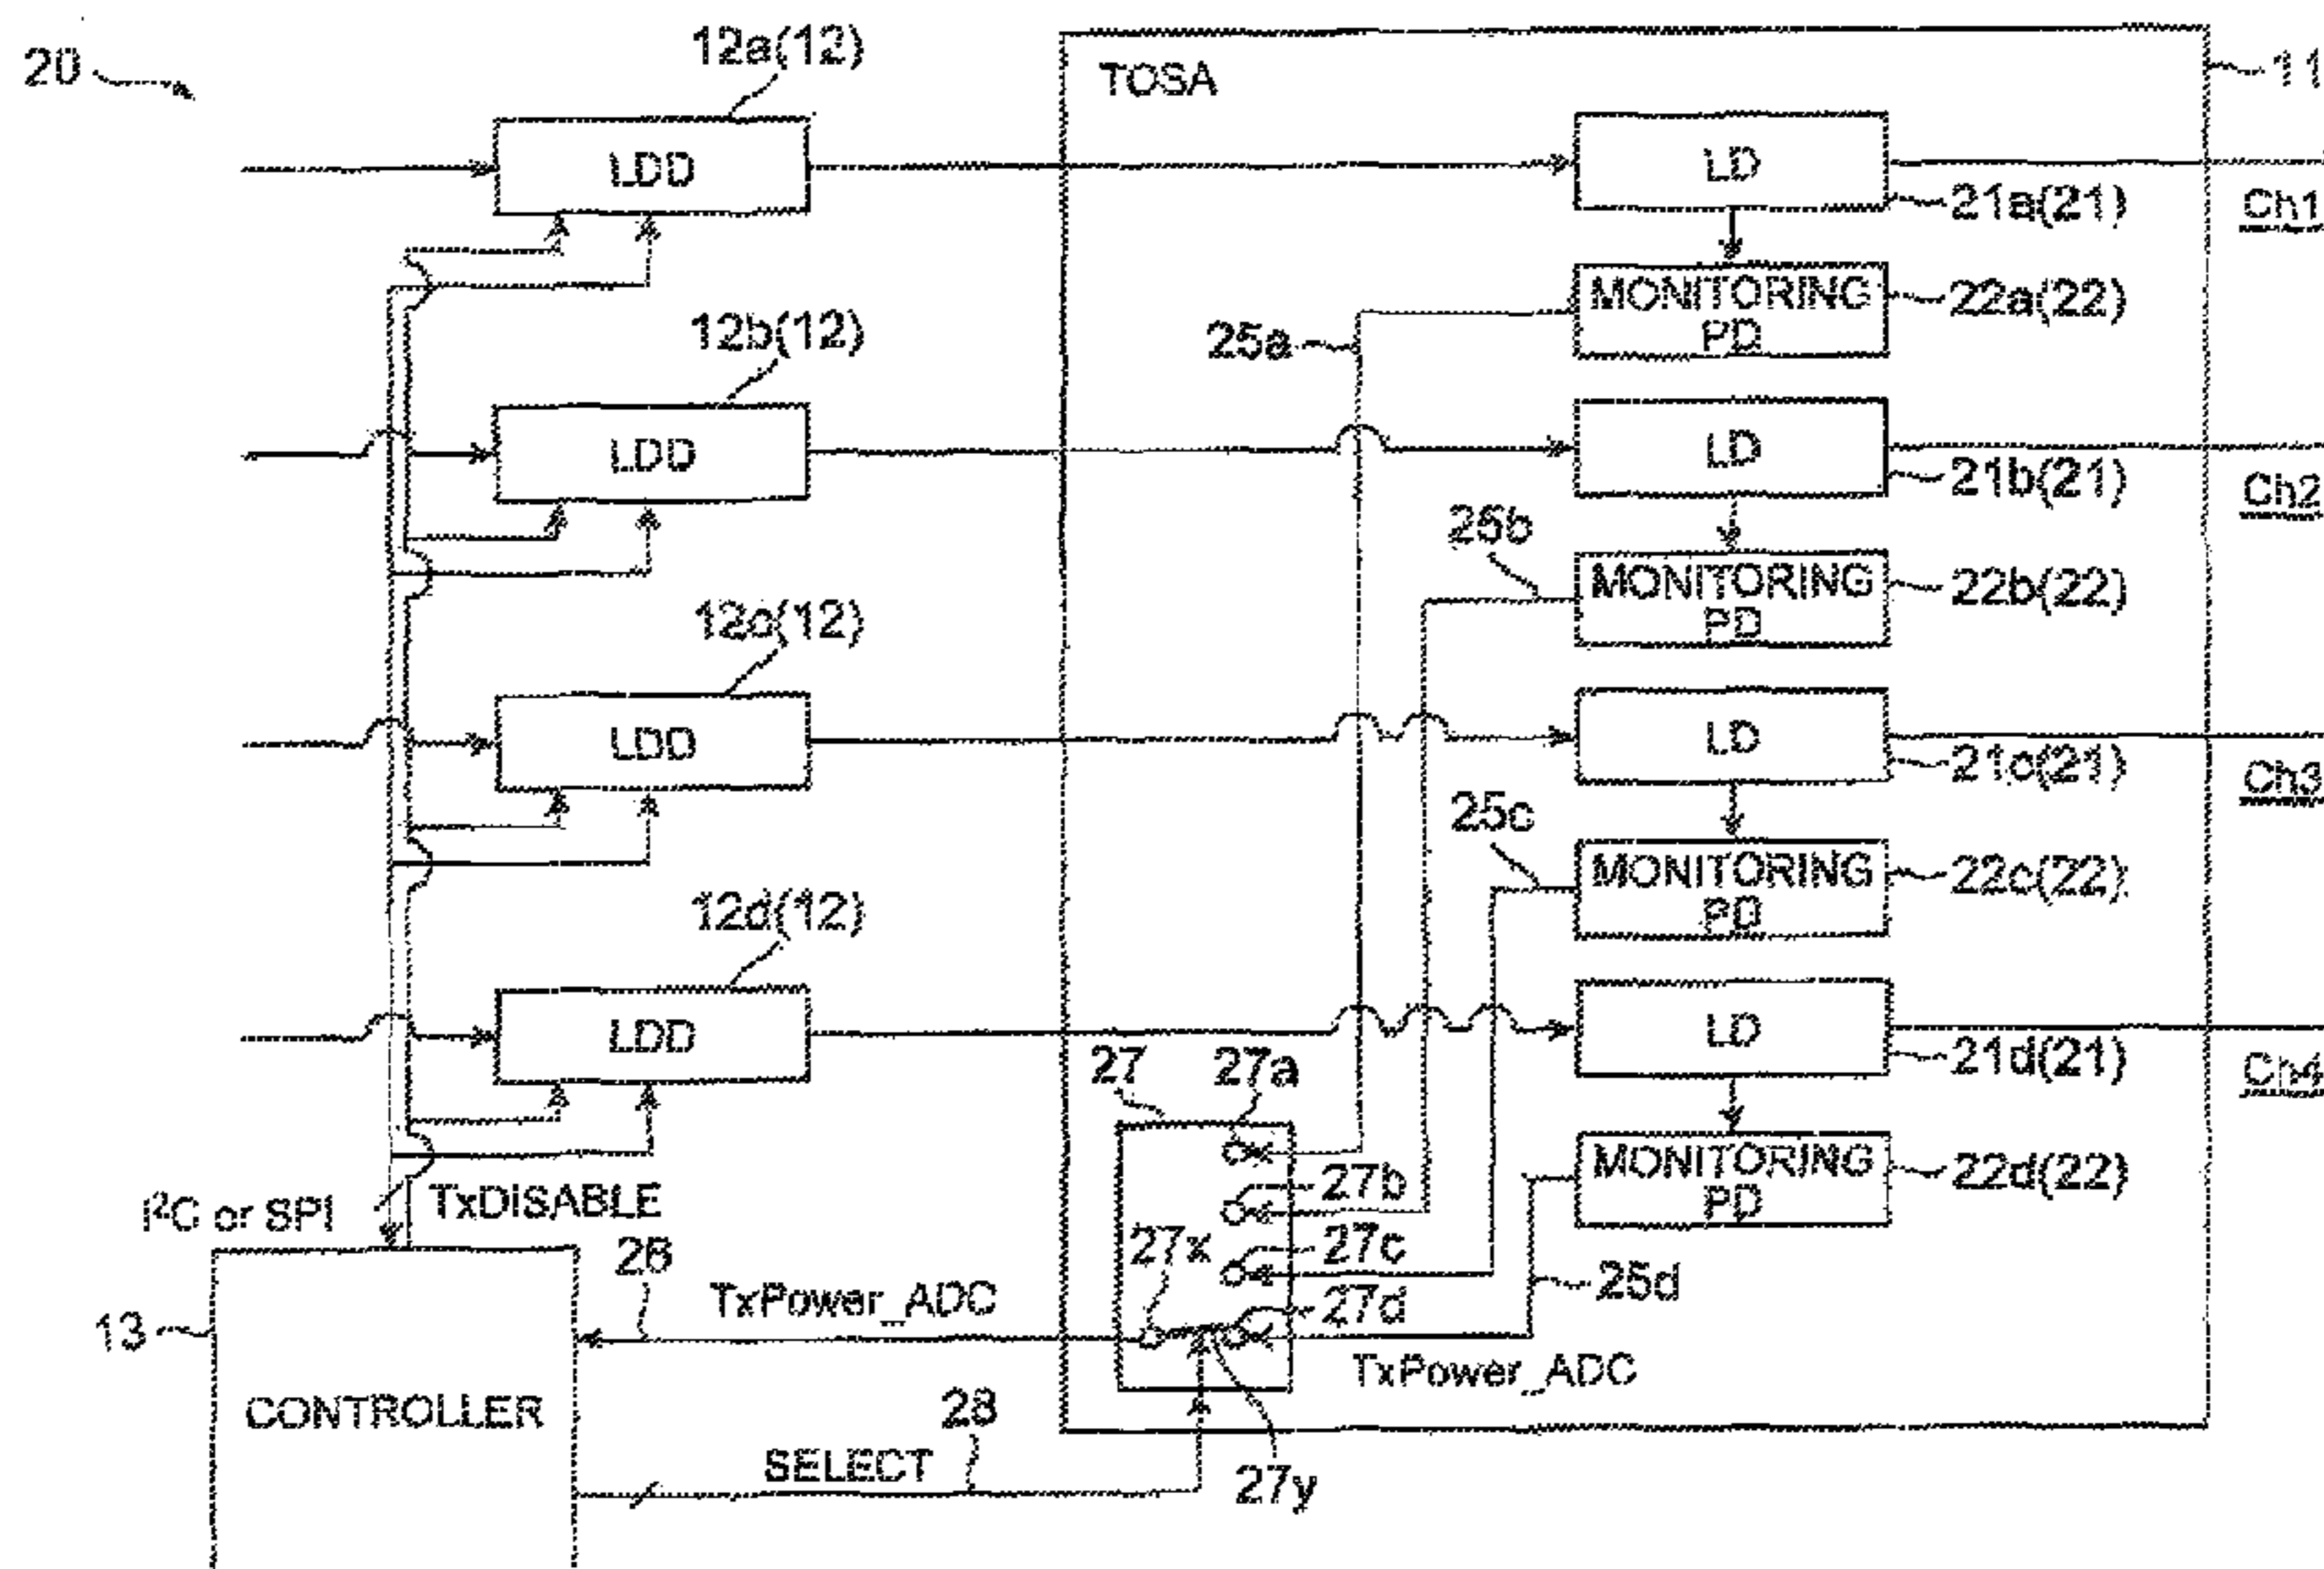 20
12a(12)
TOSA
11
LDD
LD
21a(21)
Ch1
MONITORING
PD
22a(22)
25a
12b(12)
LDD
LD
21b(21)
Ch2
25b
MONITORING
PD
22b(22)
12c(12)
LDD
LD
21c(21)
Ch3
25c
MONITORING
PD
22c(22)
12d(12)
LDD
LD
21d(21)
Ch4
27
27a
MONITORING
PD
22d(22)
27b
I²C or SPI
TxDISABLE
27x
27c
26
25d
TxPower_ADC
27d
13
TxPower_ADC
CONTROLLER
28
SELECT
27y